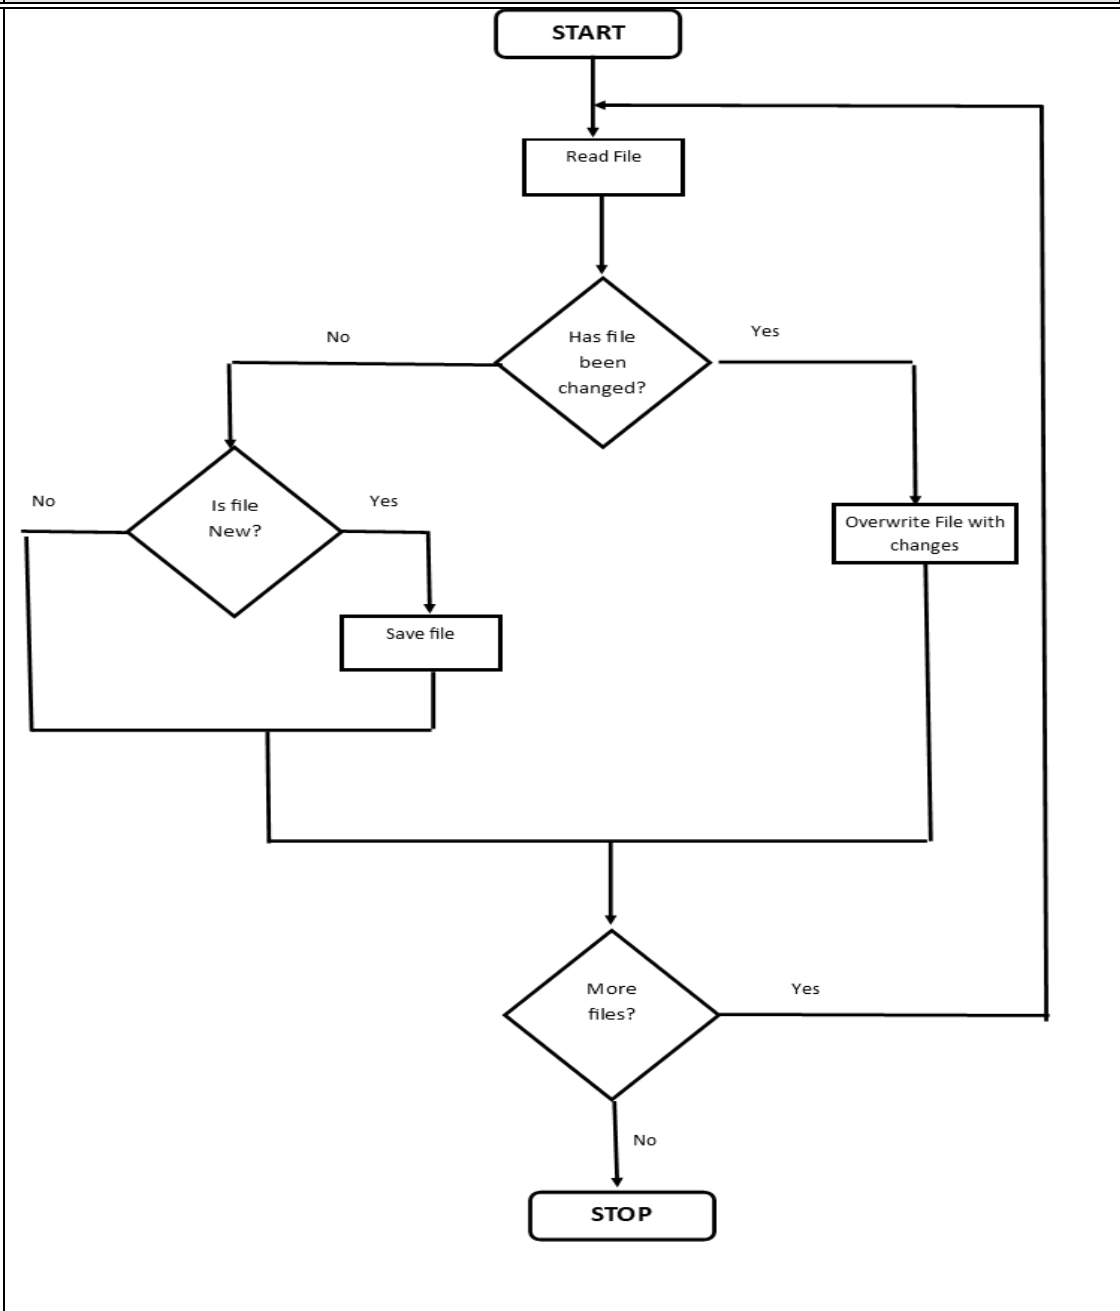 START
Read File
Has file
been
changed?
No
Yes
Is file
New?
No
Yes
Overwrite File with
changes
Save file
More
files?
Yes
No
STOP